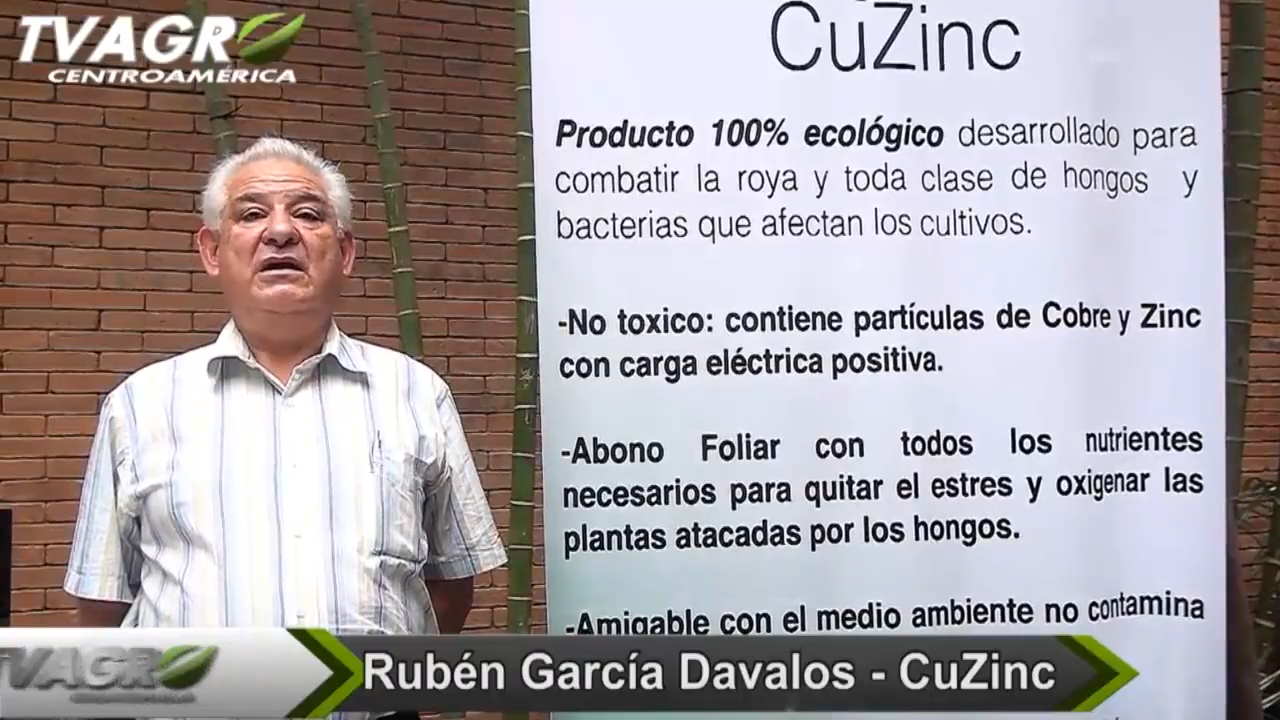 TVAGRO
CENTROAMÉRICA
CuZinc
Producto 100% ecológico desarrollado para
combatir la roya y toda clase de hongos y
bacterias que afectan los cultivos.
-No toxico: contiene partículas de Cobre y Zinc
con carga eléctrica positiva.
-Abono Foliar con todos los nutrientes
necesarios para quitar el estres y oxigenar las
plantas atacadas por los hongos.
-Amigable con el medio ambiente no contamina
TVAGRO
Rubén García Davalos - CuZinc